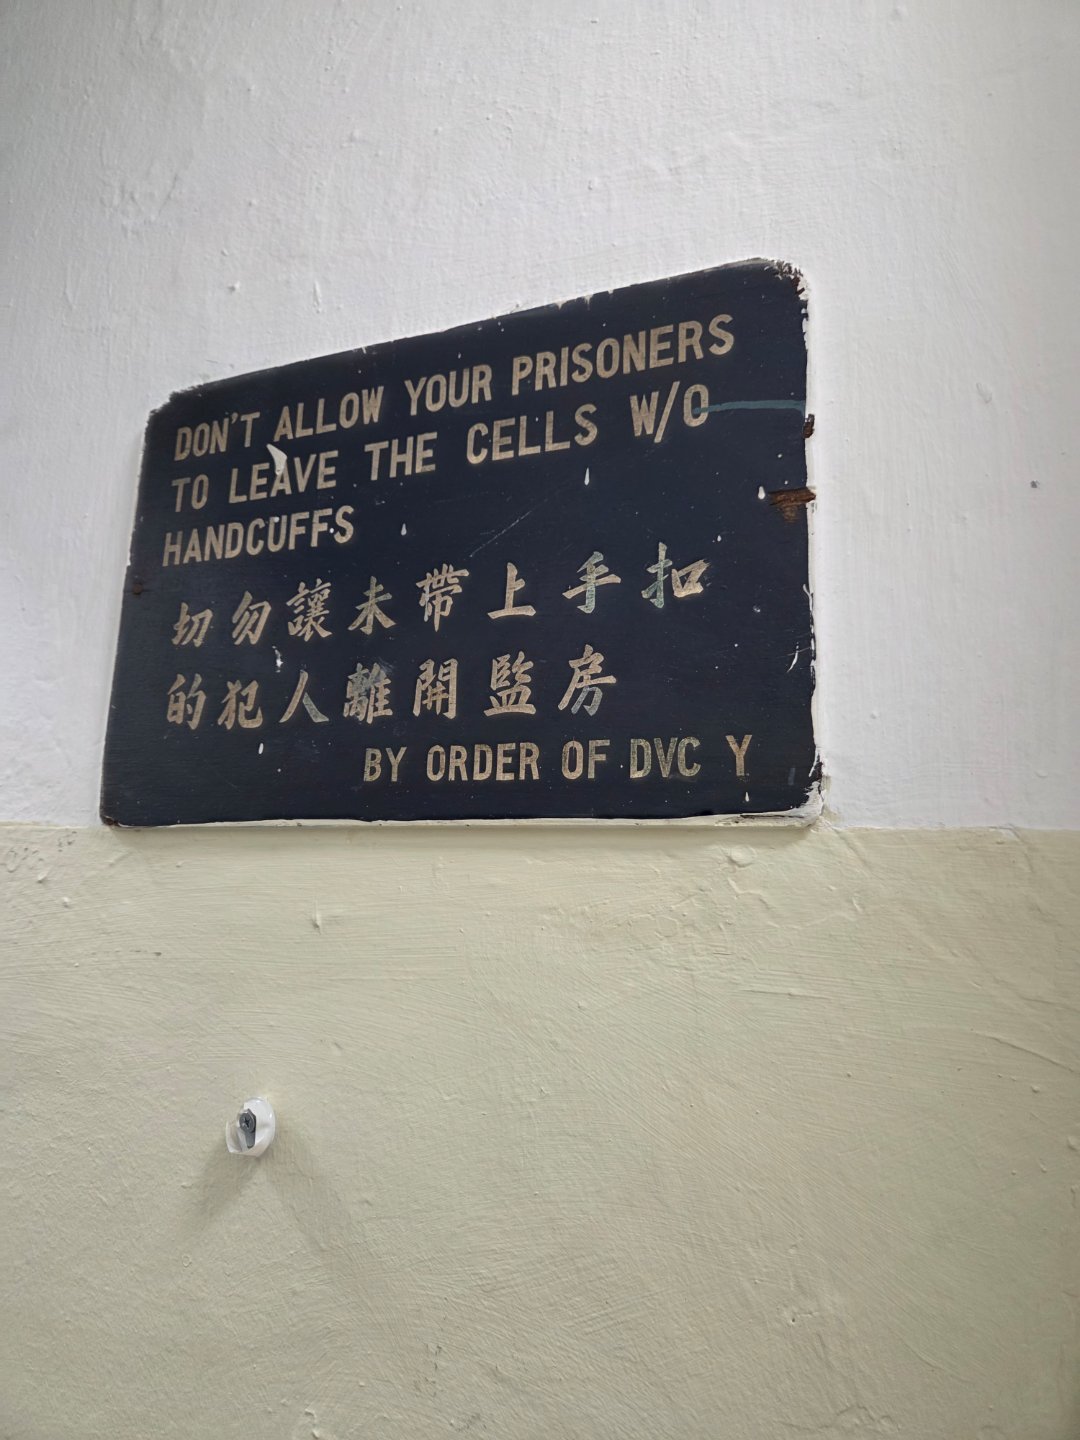 DON'T ALLOW YOUR PRISONERS
TO LEAVE THE CELLS W/O
HANDCUFFS
切勿讓未帶上手扣
的犯人離開監房
BY ORDER OF DVC Y